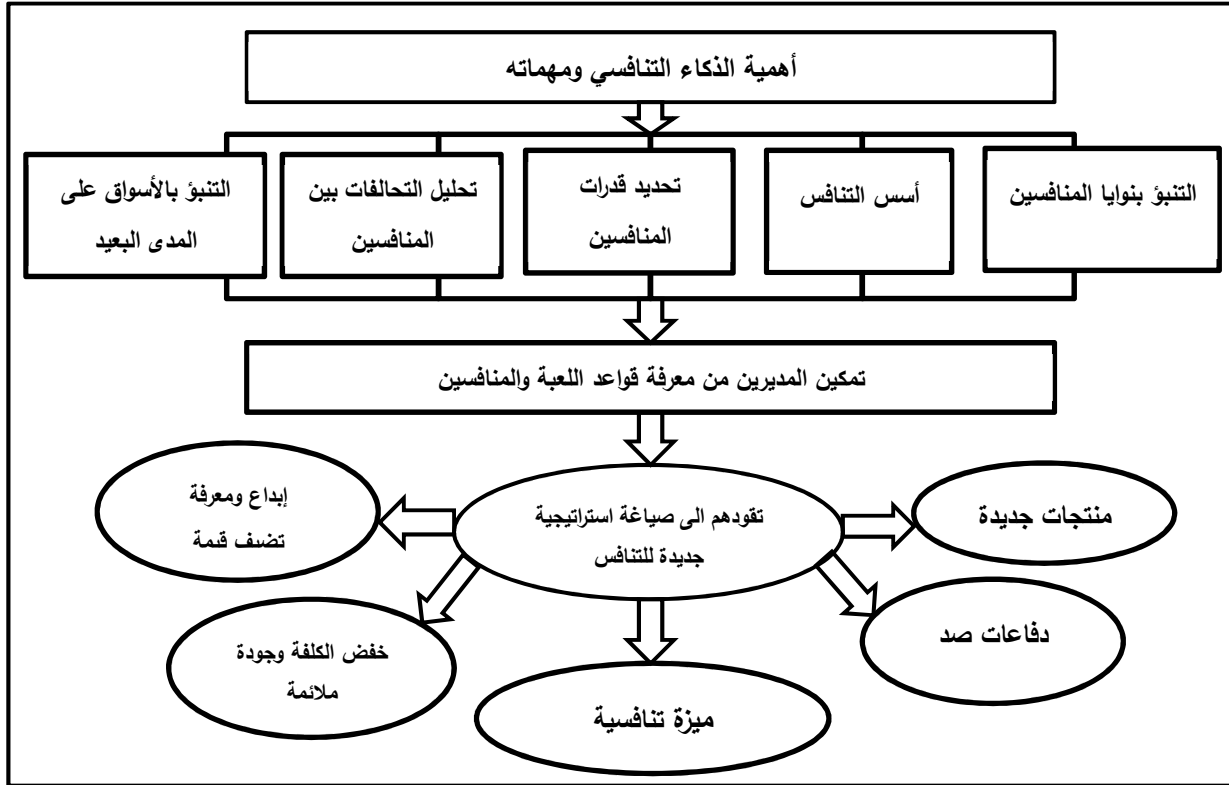 أهمية الذكاء التنافسي ومهماته
التنبؤ بنوايا المنافسين
أسس التنافس
تحديد قدرات
المنافسين
تحليل التحالفات بين
المنافسين
التنبؤ بالأسواق على
المدى البعيد
تمكين المديرين من معرفة قواعد اللعبة والمنافسين
تقودهم الى صياغة استراتيجية
جديدة للتنافس
منتجات جديدة
إبداع ومعرفة
تضيف قيمة
دفاعات صد
خفض الكلفة وجودة
ملائمة
ميزة تنافسية